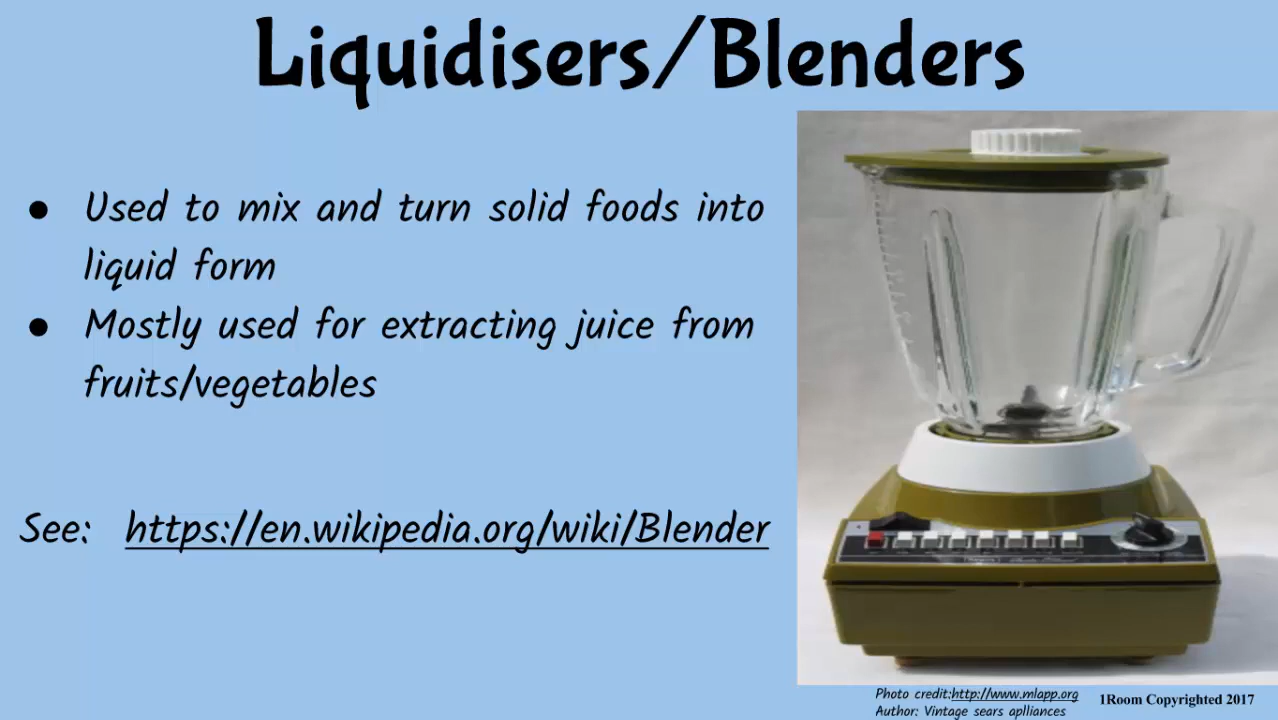 Liquidisers/Blenders
● Used to mix and turn solid foods into
liquid form
● Mostly used for extracting juice from
fruits/vegetables
See: https://en.wikipedia.org/wiki/Blender
Photo credit:http://www.mlapp.org
Author: Vintage sears aplliances
1Room Copyrighted 2017